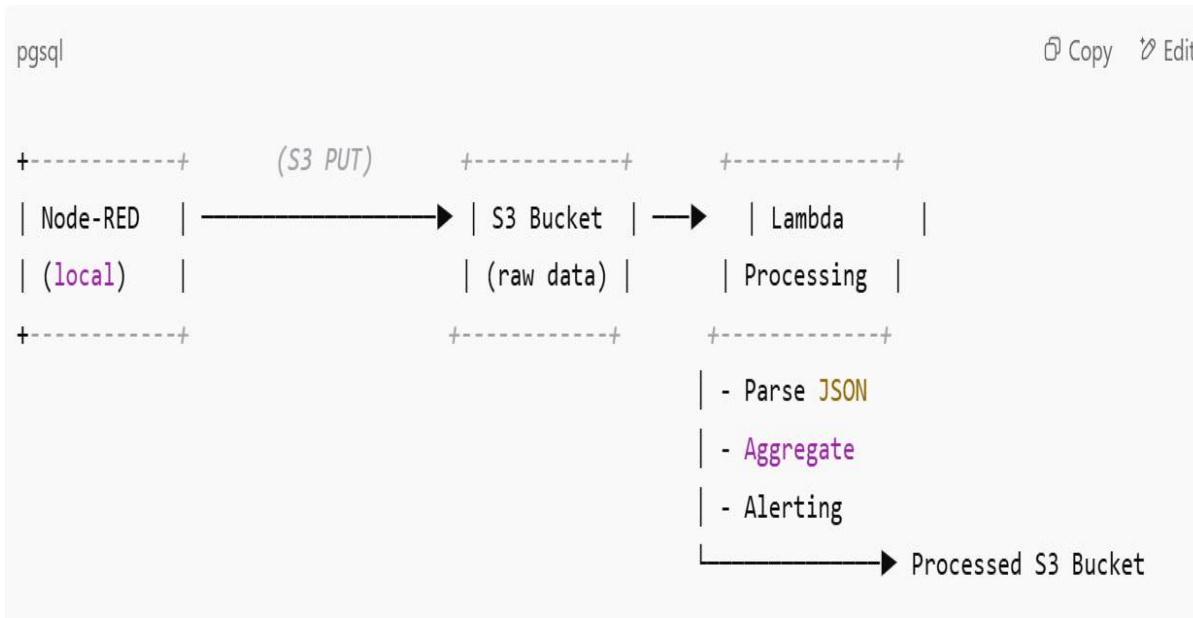 pgsql Copy Edit
+------------+ (S3 PUT) +------------+ +-------------+
| Node-RED | ───────────────────▶ | S3 Bucket | ──▶ | Lambda |
| (local) | | (raw data) | | Processing |
+------------+ +------------+ +-------------+
│ - Parse JSON
│ - Aggregate
│ - Alerting
└──────────────▶ Processed S3 Bucket